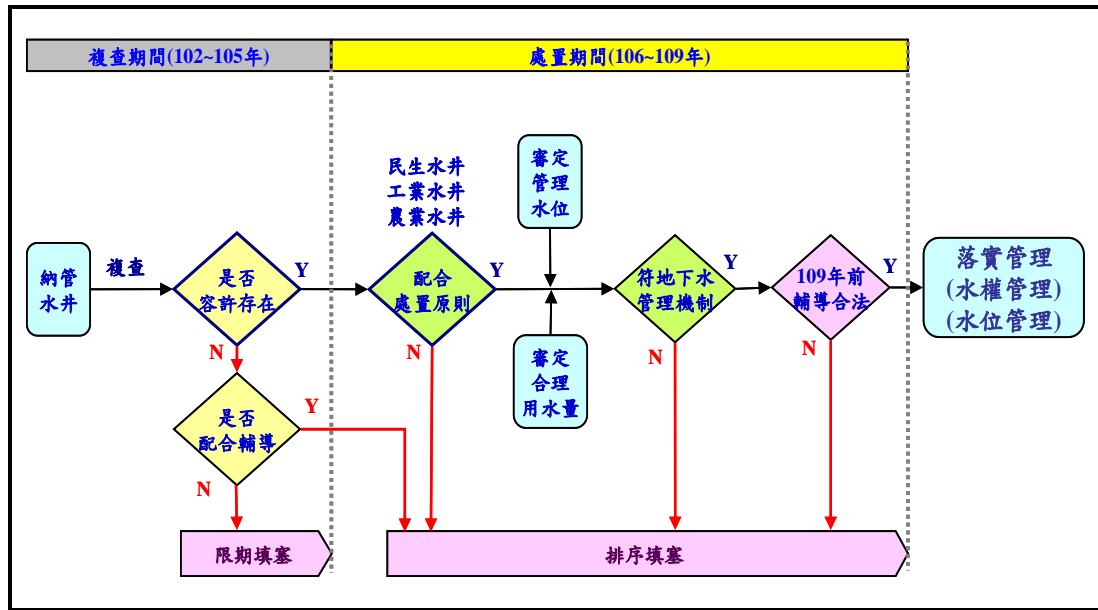 複查期間(102~105年)
處置期間(106~109年)
民生水井
工業水井
農業水井
審定
管理
水位
納管
水井
複查
是否
容許存在
Y
配合
處置原則
Y
符地下水
管理機制
Y
109年前
輔導合法
Y
落實管理
(水權管理)
(水位管理)
N
N
審定
合理
用水量
N
N
是否
配合輔導
Y
N
限期填塞
排序填塞